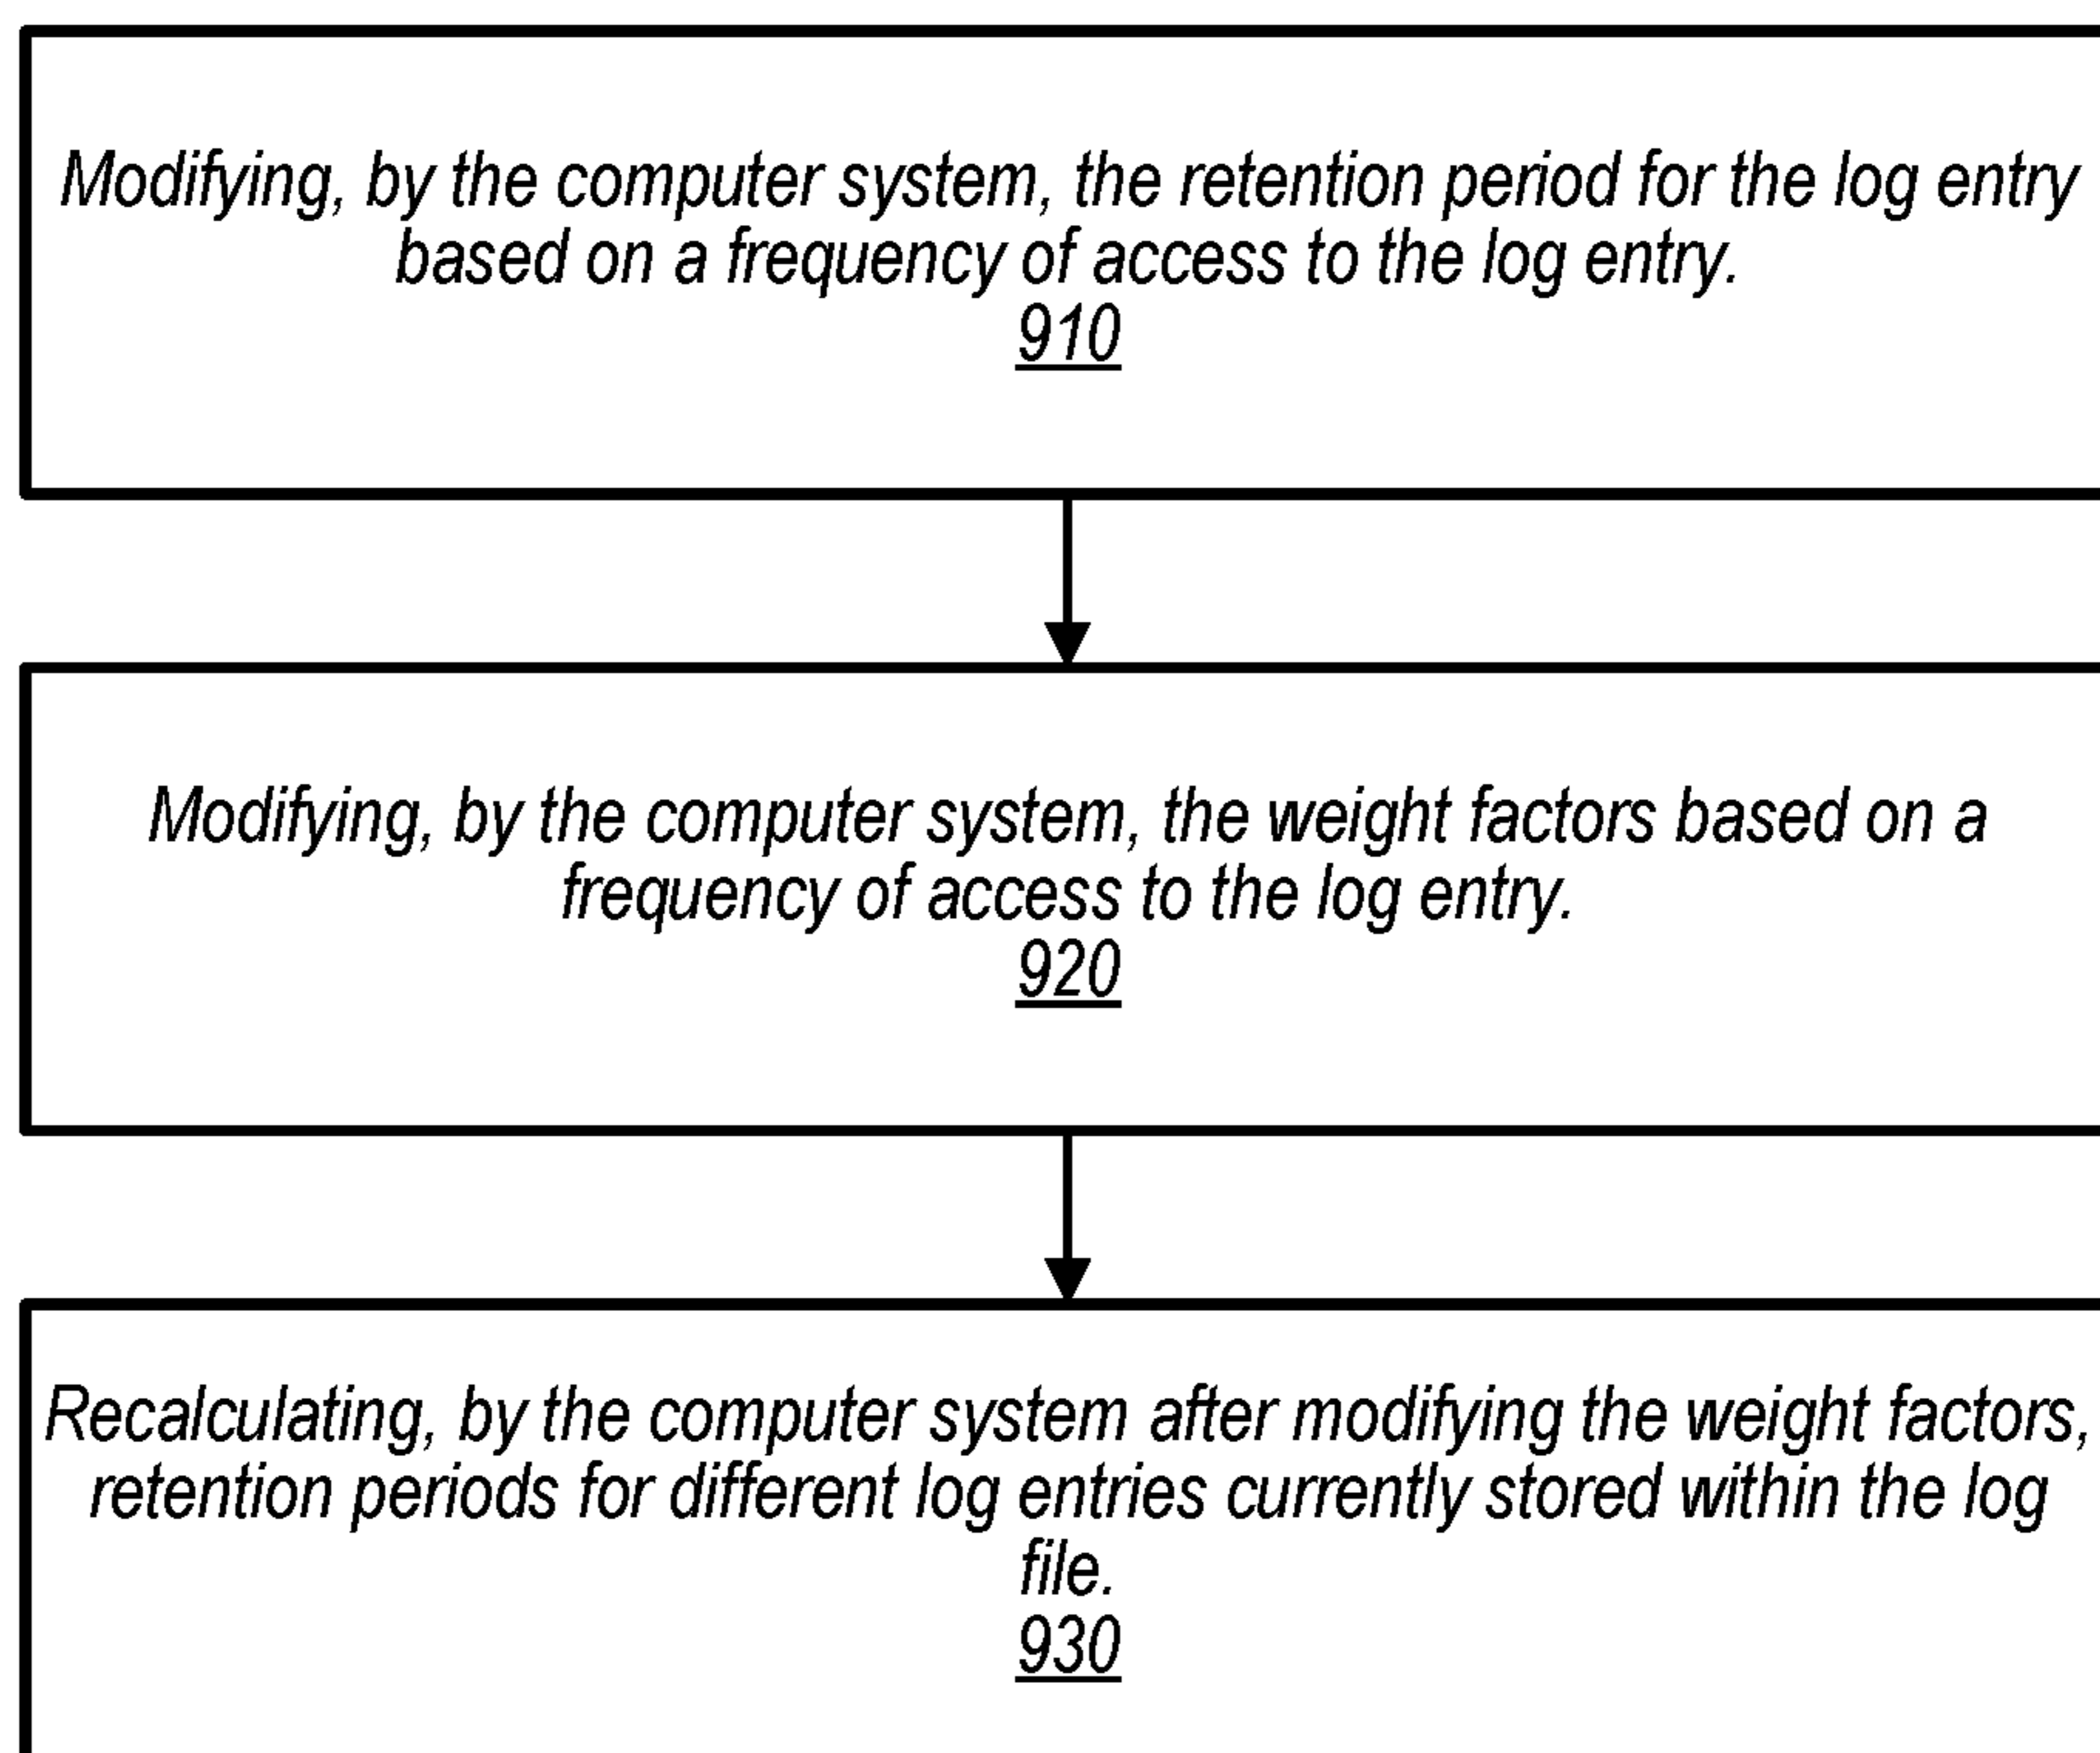 Modifying, by the computer system, the retention period for the log entry
based on a frequency of access to the log entry.
910
Modifying, by the computer system, the weight factors based on a
frequency of access to the log entry.
920
Recalculating, by the computer system after modifying the weight factors,
retention periods for different log entries currently stored within the log
file.
930